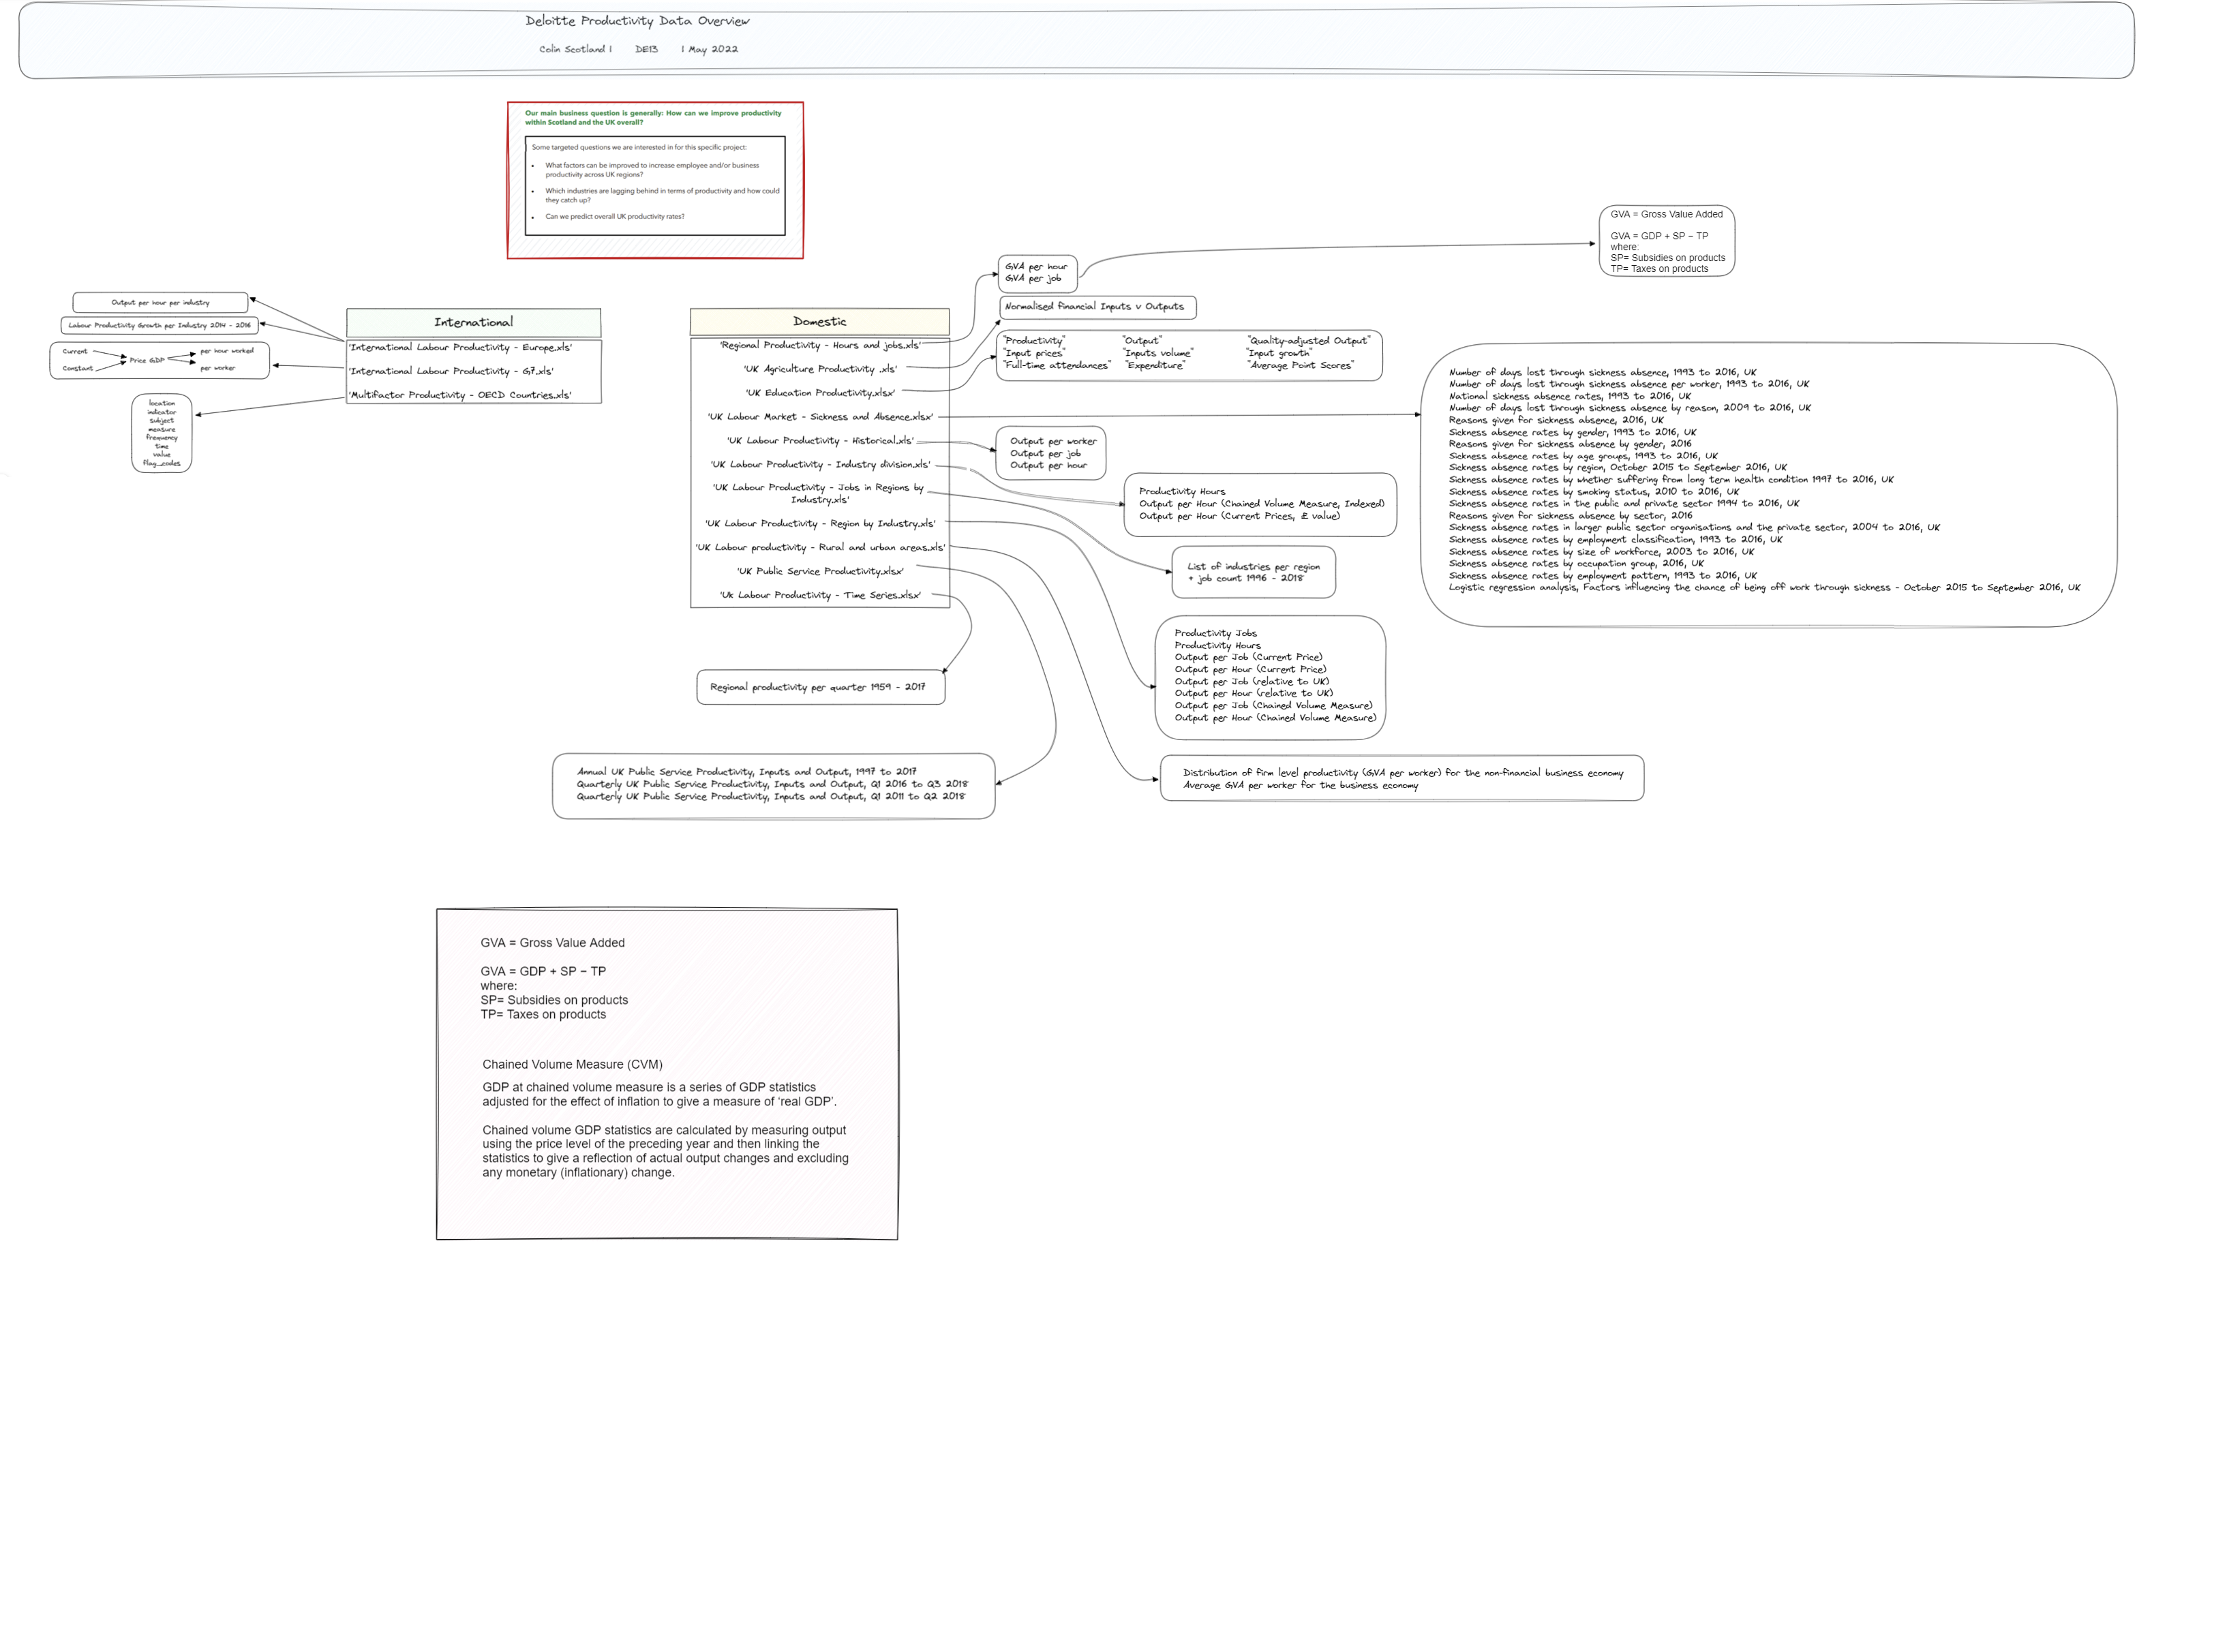 Deloitte Productivity Data Overview
Colin Scotland | DE13 1 May 2022
Our main business question is generally: How can we improve productivity
within Scotland and the UK overall?
Some targeted questions we are interested in for this specific project:
• What factors can be improved to increase employee and/or business
productivity across UK regions?
• Which industries are lagging behind in terms of productivity and how could
they catch up?
• Can we predict overall UK productivity rates?
International
'International Labour Productivity - Europe.xls'
'International Labour Productivity - G7.xls'
'Multifactor Productivity - OECD Countries.xls'
Output per hour per industry
Labour Productivity Growth per Industry 2014 - 2016
Current
Constant
Price GDP
per hour worked
per worker
location
indicator
subject
measure
frequency
time
value
flag_codes
Domestic
'Regional Productivity - Hours and jobs.xls'
'UK Agriculture Productivity .xls'
'UK Education Productivity.xlsx'
'UK Labour Market - Sickness and Absence.xlsx'
'UK Labour Productivity - Historical.xls'
'UK Labour Productivity - Industry division.xls'
'UK Labour Productivity - Jobs in Regions by
Industry.xls'
'UK Labour Productivity - Region by Industry.xls'
'UK Labour productivity - Rural and urban areas.xls'
'UK Public Service Productivity.xlsx'
'Uk Labour Productivity - Time Series.xlsx'
GVA per hour
GVA per job
GVA = Gross Value Added
GVA = GDP + SP − TP
where:
SP= Subsidies on products
TP= Taxes on products
Normalised financial Inputs v Outputs
"Productivity" "Output" "Quality-adjusted Output"
"Input prices" "Inputs volume" "Input growth"
"Full-time attendances" "Expenditure" "Average Point Scores"
Number of days lost through sickness absence, 1993 to 2016, UK
Number of days lost through sickness absence per worker, 1993 to 2016, UK
National sickness absence rates, 1993 to 2016, UK
Number of days lost through sickness absence by reason, 2009 to 2016, UK
Reasons given for sickness absence, 2016, UK
Sickness absence rates by gender, 1993 to 2016, UK
Reasons given for sickness absence by gender, 2016
Sickness absence rates by age groups, 1993 to 2016, UK
Sickness absence rates by region, October 2015 to September 2016, UK
Sickness absence rates by whether suffering from long term health condition 1997 to 2016, UK
Sickness absence rates by smoking status, 2010 to 2016, UK
Sickness absence rates in the public and private sector 1994 to 2016, UK
Reasons given for sickness absence by sector, 2016
Sickness absence rates in larger public sector organisations and the private sector, 2004 to 2016, UK
Sickness absence rates by employment classification, 1993 to 2016, UK
Sickness absence rates by size of workforce, 2003 to 2016, UK
Sickness absence rates by occupation group, 2016, UK
Sickness absence rates by employment pattern, 1993 to 2016, UK
Logistic regression analysis, Factors influencing the chance of being off work through sickness - October 2015 to September 2016, UK
Output per worker
Output per job
Output per hour
Productivity Hours
Output per Hour (Chained Volume Measure, Indexed)
Output per Hour (Current Prices, £ value)
List of industries per region
+ job count 1996 - 2018
Productivity Jobs
Productivity Hours
Output per Job (Current Price)
Output per Hour (Current Price)
Output per Job (relative to UK)
Output per Hour (relative to UK)
Output per Job (Chained Volume Measure)
Output per Hour (Chained Volume Measure)
Regional productivity per quarter 1959 - 2017
Annual UK Public Service Productivity, Inputs and Output, 1997 to 2017
Quarterly UK Public Service Productivity, Inputs and Output, Q1 2016 to Q3 2018
Quarterly UK Public Service Productivity, Inputs and Output, Q1 2011 to Q2 2018
Distribution of firm level productivity (GVA per worker) for the non-financial business economy
Average GVA per worker for the business economy
GVA = Gross Value Added
GVA = GDP + SP − TP
where:
SP= Subsidies on products
TP= Taxes on products
Chained Volume Measure (CVM)
GDP at chained volume measure is a series of GDP statistics
adjusted for the effect of inflation to give a measure of ‘real GDP’.
Chained volume GDP statistics are calculated by measuring output
using the price level of the preceding year and then linking the
statistics to give a reflection of actual output changes and excluding
any monetary (inflationary) change.